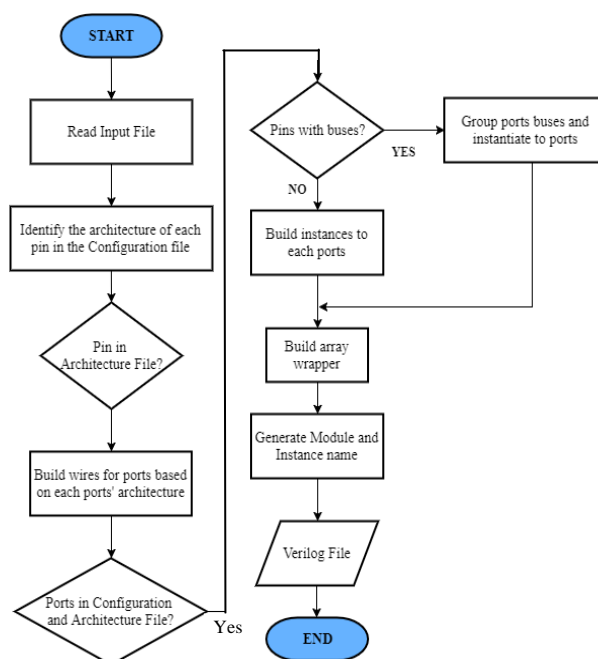 START
Read Input File
Identify the architecture of each
pin in the Configuration file
Pin in
Architecture File?
Build wires for ports based
on each ports' architecture
Ports in Configuration
and Architecture File?
Yes
Pins with buses?
YES
Group ports buses and
instantiate to ports
NO
Build instances to
each ports
Build array
wrapper
Generate Module and
Instance name
Verilog File
END